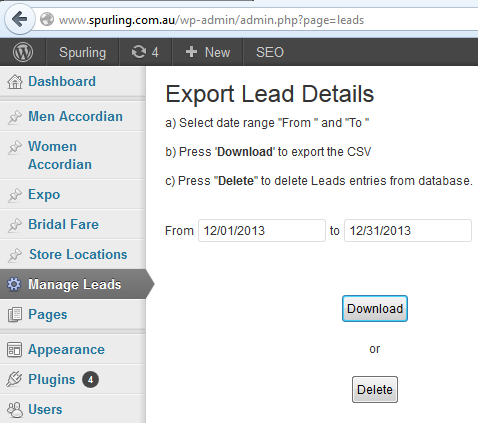 www.spurling.com.au/wp-admin/admin.php?page=leads
Spurling 4 + New SEO
Dashboard
Men Accordian
Women
Accordian
Expo
Bridal Fare
Store Locations
Manage Leads
Pages
Appearance
Plugins 4
Users
Export Lead Details
a) Select date range "From " and "To "
b) Press 'Download' to export the CSV
c) Press "Delete" to delete Leads entries from database.
From 12/01/2013 to 12/31/2013
Download
or
Delete